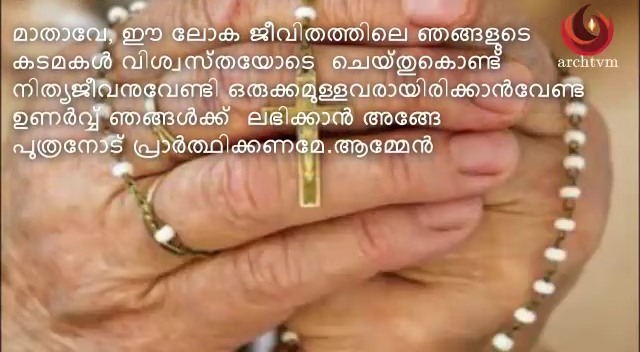 മാതാവേ, ഈ ലോക ജീവിതത്തിലെ ഞങ്ങളുടെ
കടമകൾ വിശ്വസ്തയോടെ ചെയ്തുകൊണ്ട്
നിത്യജീവനുവേണ്ടി ഒരുക്കമുള്ളവരായിരിക്കാൻവേണ്ട
ഉണർവ്വ് ഞങ്ങൾക്ക് ലഭിക്കാൻ അങ്ങേ
പുത്രനോട് പ്രാർത്ഥിക്കണമേ.ആമ്മേൻ
archtvm